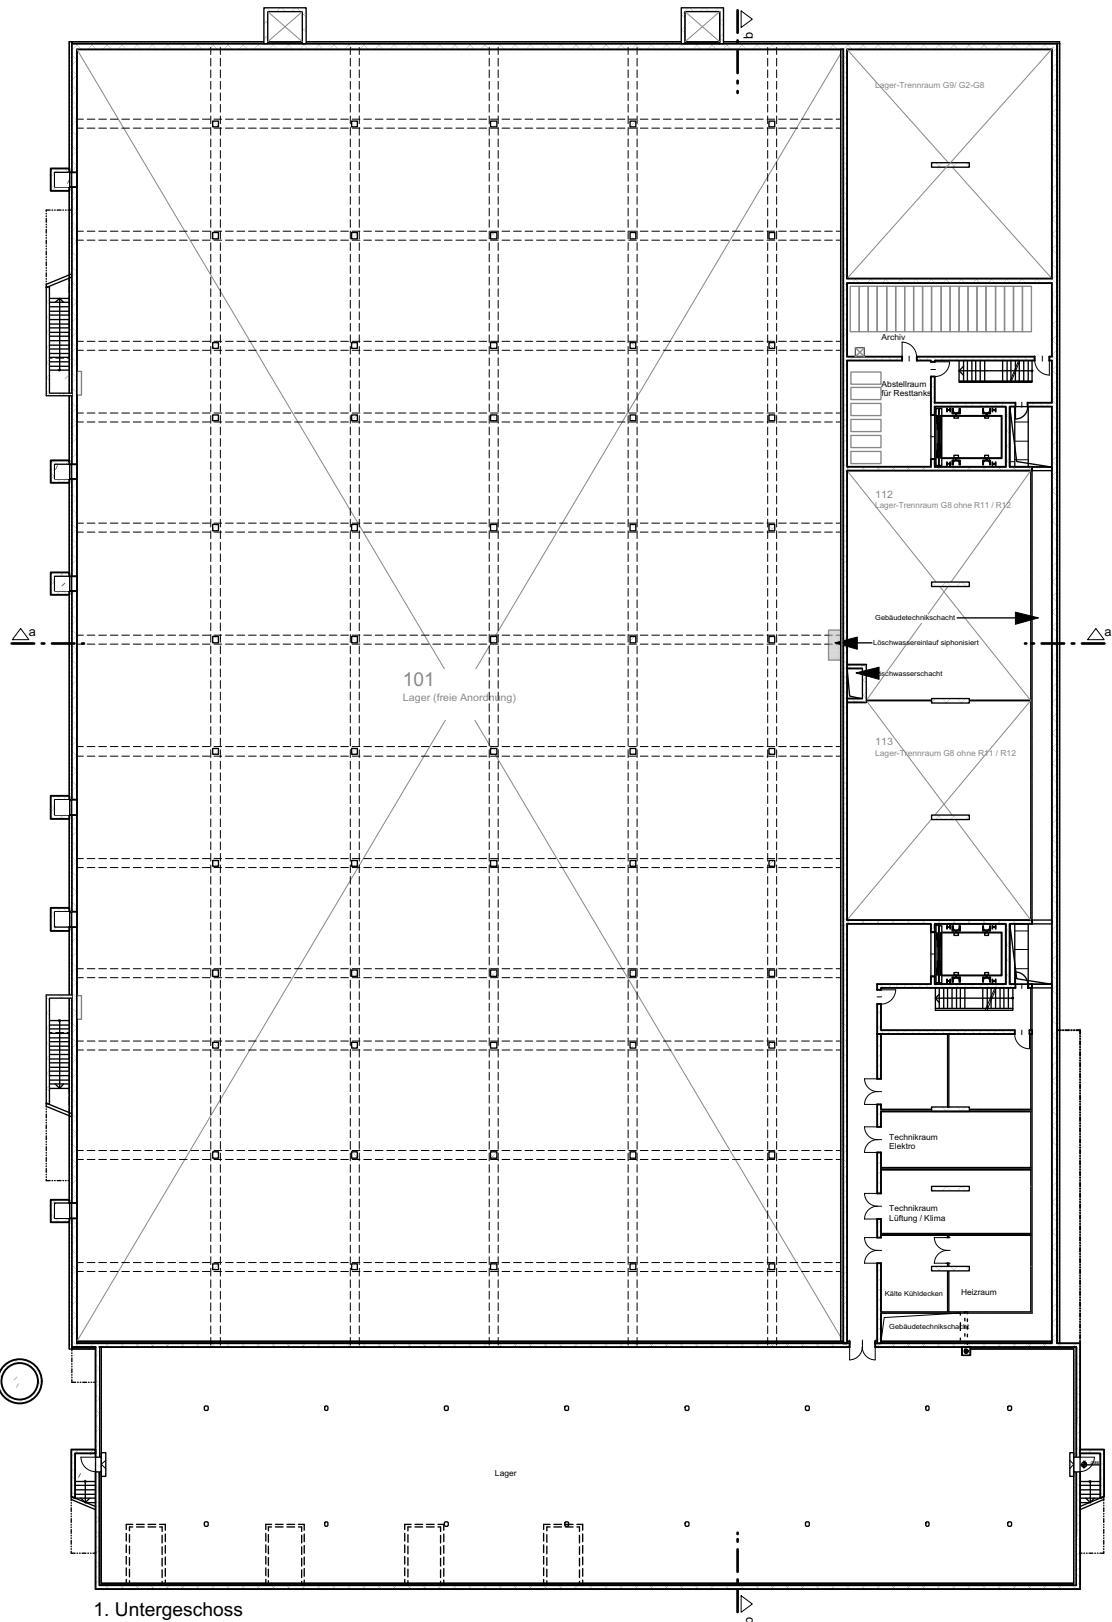 b
Lager-Trennraum G9/ G2-G8
Archiv
Abstellraum
für Resttanks
112
Lager-Trennraum G8 ohne R11 / R12
Gebäudetechnikschacht
a
a
Löschwassereinlauf siphonisiert
101
Lager (freie Anordnung)
113
Lager-Trennraum G8 ohne R11 / R12
Technikraum
Elektro
Technikraum
Lüftung / Klima
Kälte Kühldecken
Heizraum
Gebäudetechnikschacht
Lager
1. Untergeschoss